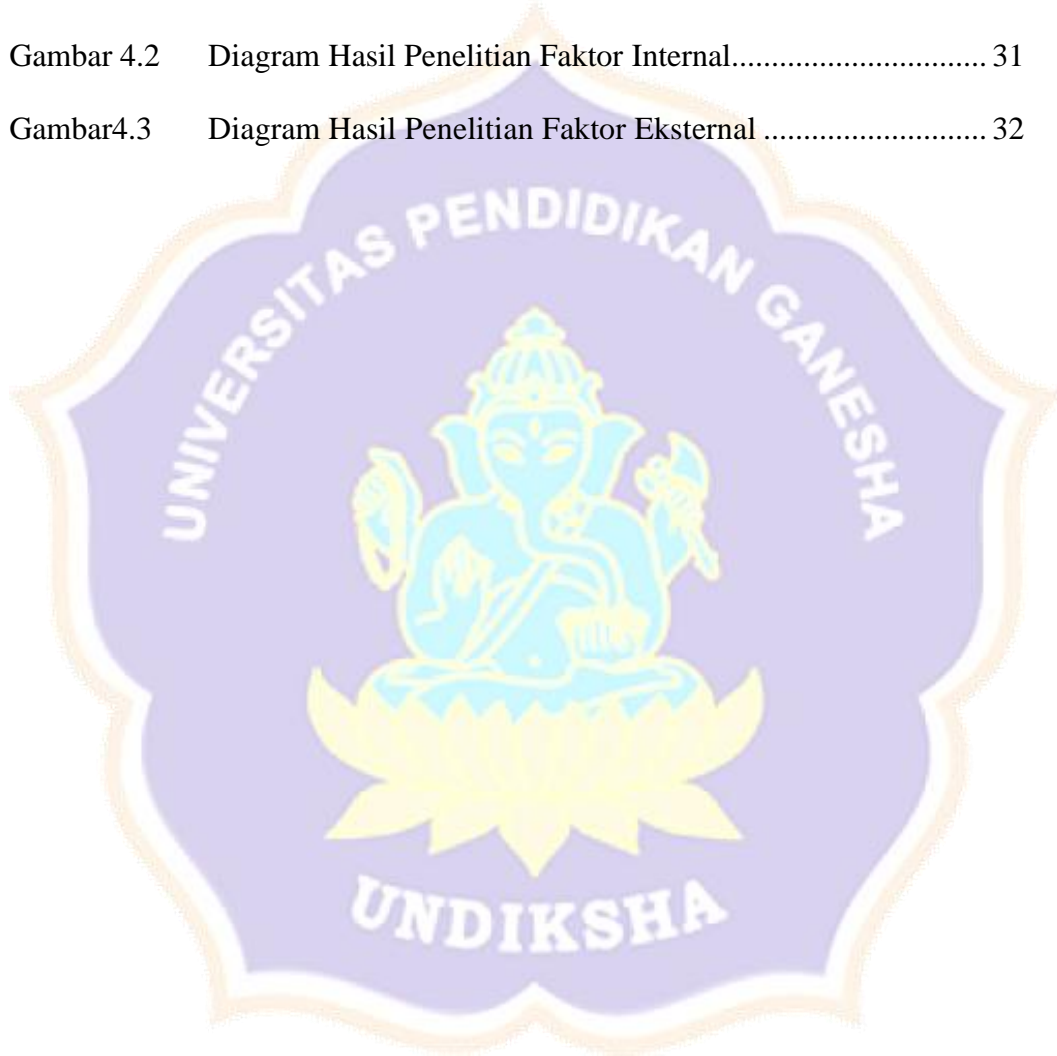 Gambar 4.2 Diagram Hasil Penelitian Faktor Internal................................ 31
Gambar4.3 Diagram Hasil Penelitian Faktor Eksternal ............................ 32
UNIVERSITAS PENDIDIKAN GANESHA
UNDIKSHA